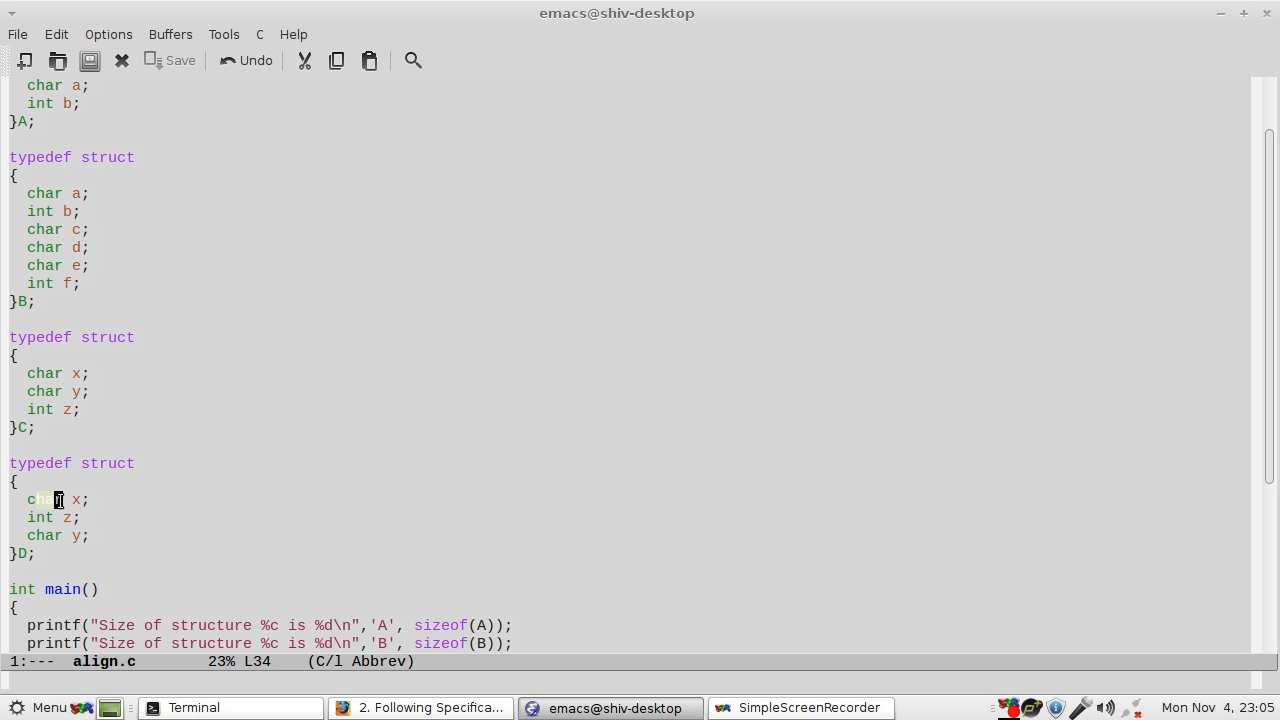 emacs@shiv-desktop
File Edit Options Buffers Tools C Help
Save Undo
char a;
int b;
}A;
typedef struct
{
char a;
int b;
char c;
char d;
char e;
int f;
}B;
typedef struct
{
char x;
char y;
int z;
}C;
typedef struct
{
char x;
int z;
char y;
}D;
int main()
{
printf("Size of structure %c is %d\n",'A', sizeof(A));
printf("Size of structure %c is %d\n",'B', sizeof(B));
1:--- align.c 23% L34 (C/l Abbrev)
Menu Terminal 2. Following Specifica... emacs@shiv-desktop SimpleScreenRecorder Mon Nov 4, 23:05